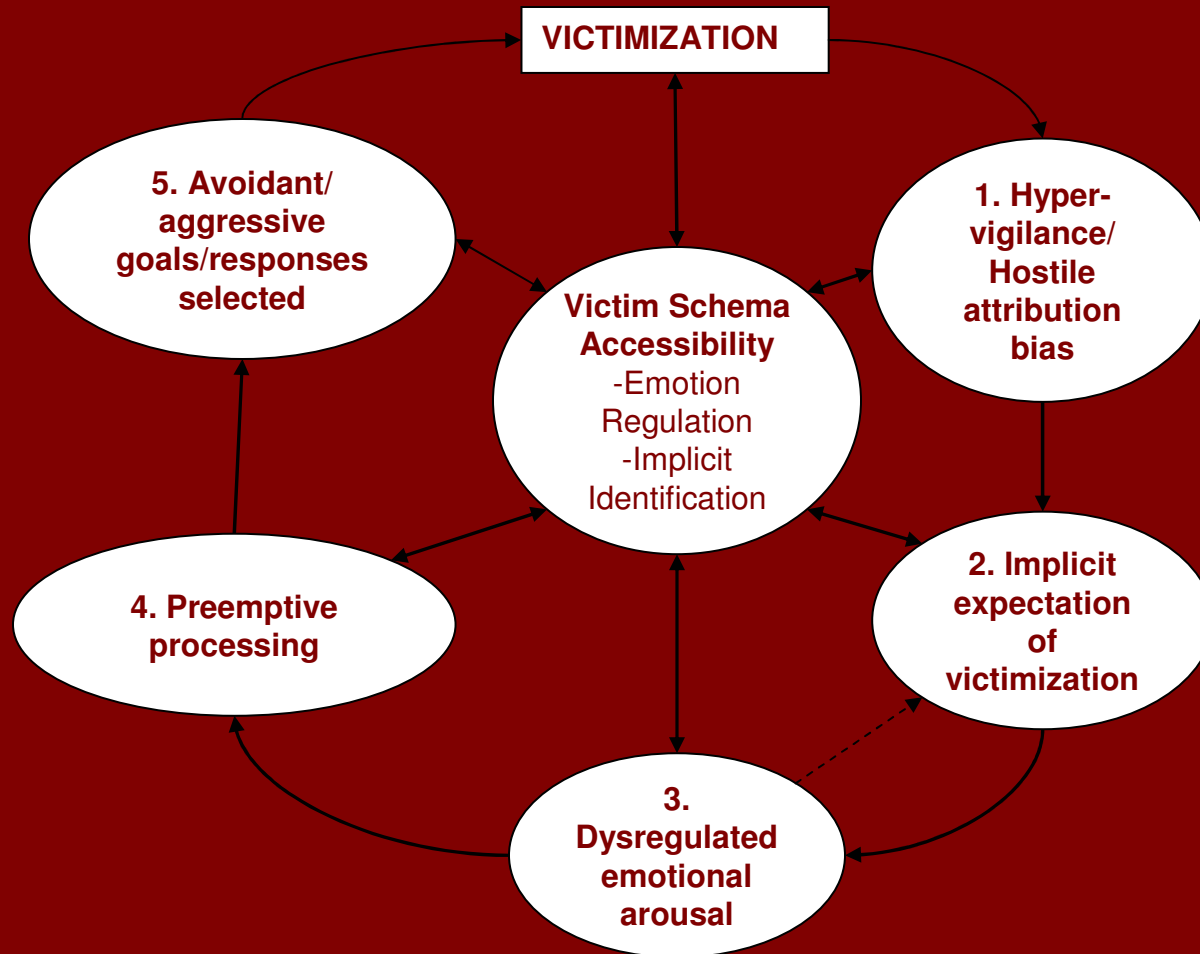 VICTIMIZATION
1. Hyper-
vigilance/
Hostile
attribution
bias
2. Implicit
expectation
of
victimization
3.
Dysregulated
emotional
arousal
4. Preemptive
processing
5. Avoidant/
aggressive
goals/responses
selected
Victim Schema
Accessibility
-Emotion
Regulation
-Implicit
Identification